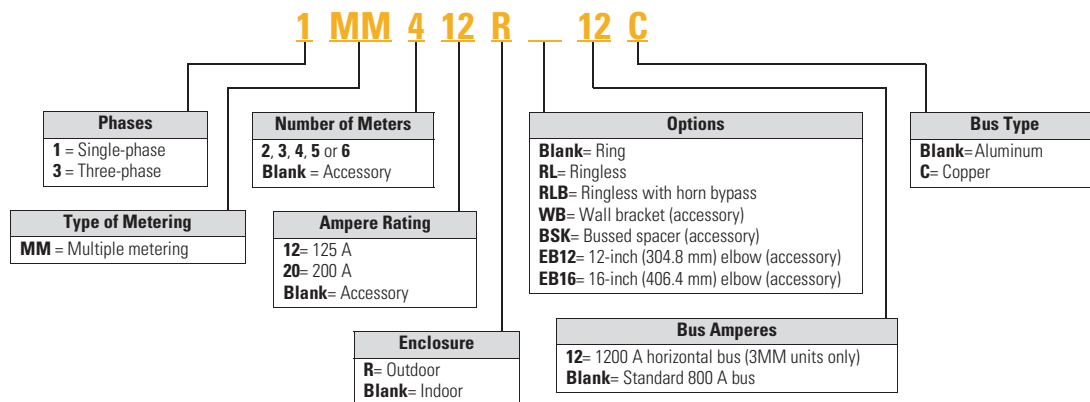 1 MM 4 12 R __ 12 C
Phases
1 = Single-phase
3 = Three-phase
Type of Metering
MM = Multiple metering
Number of Meters
2, 3, 4, 5 or 6
Blank = Accessory
Ampere Rating
12= 125 A
20= 200 A
Blank= Accessory
Enclosure
R= Outdoor
Blank= Indoor
Options
Blank= Ring
RL= Ringless
RLB= Ringless with horn bypass
WB= Wall bracket (accessory)
BSK= Bussed spacer (accessory)
EB12= 12-inch (304.8 mm) elbow (accessory)
EB16= 16-inch (406.4 mm) elbow (accessory)
Bus Amperes
12= 1200 A horizontal bus (3MM units only)
Blank= Standard 800 A bus
Bus Type
Blank= Aluminum
C= Copper